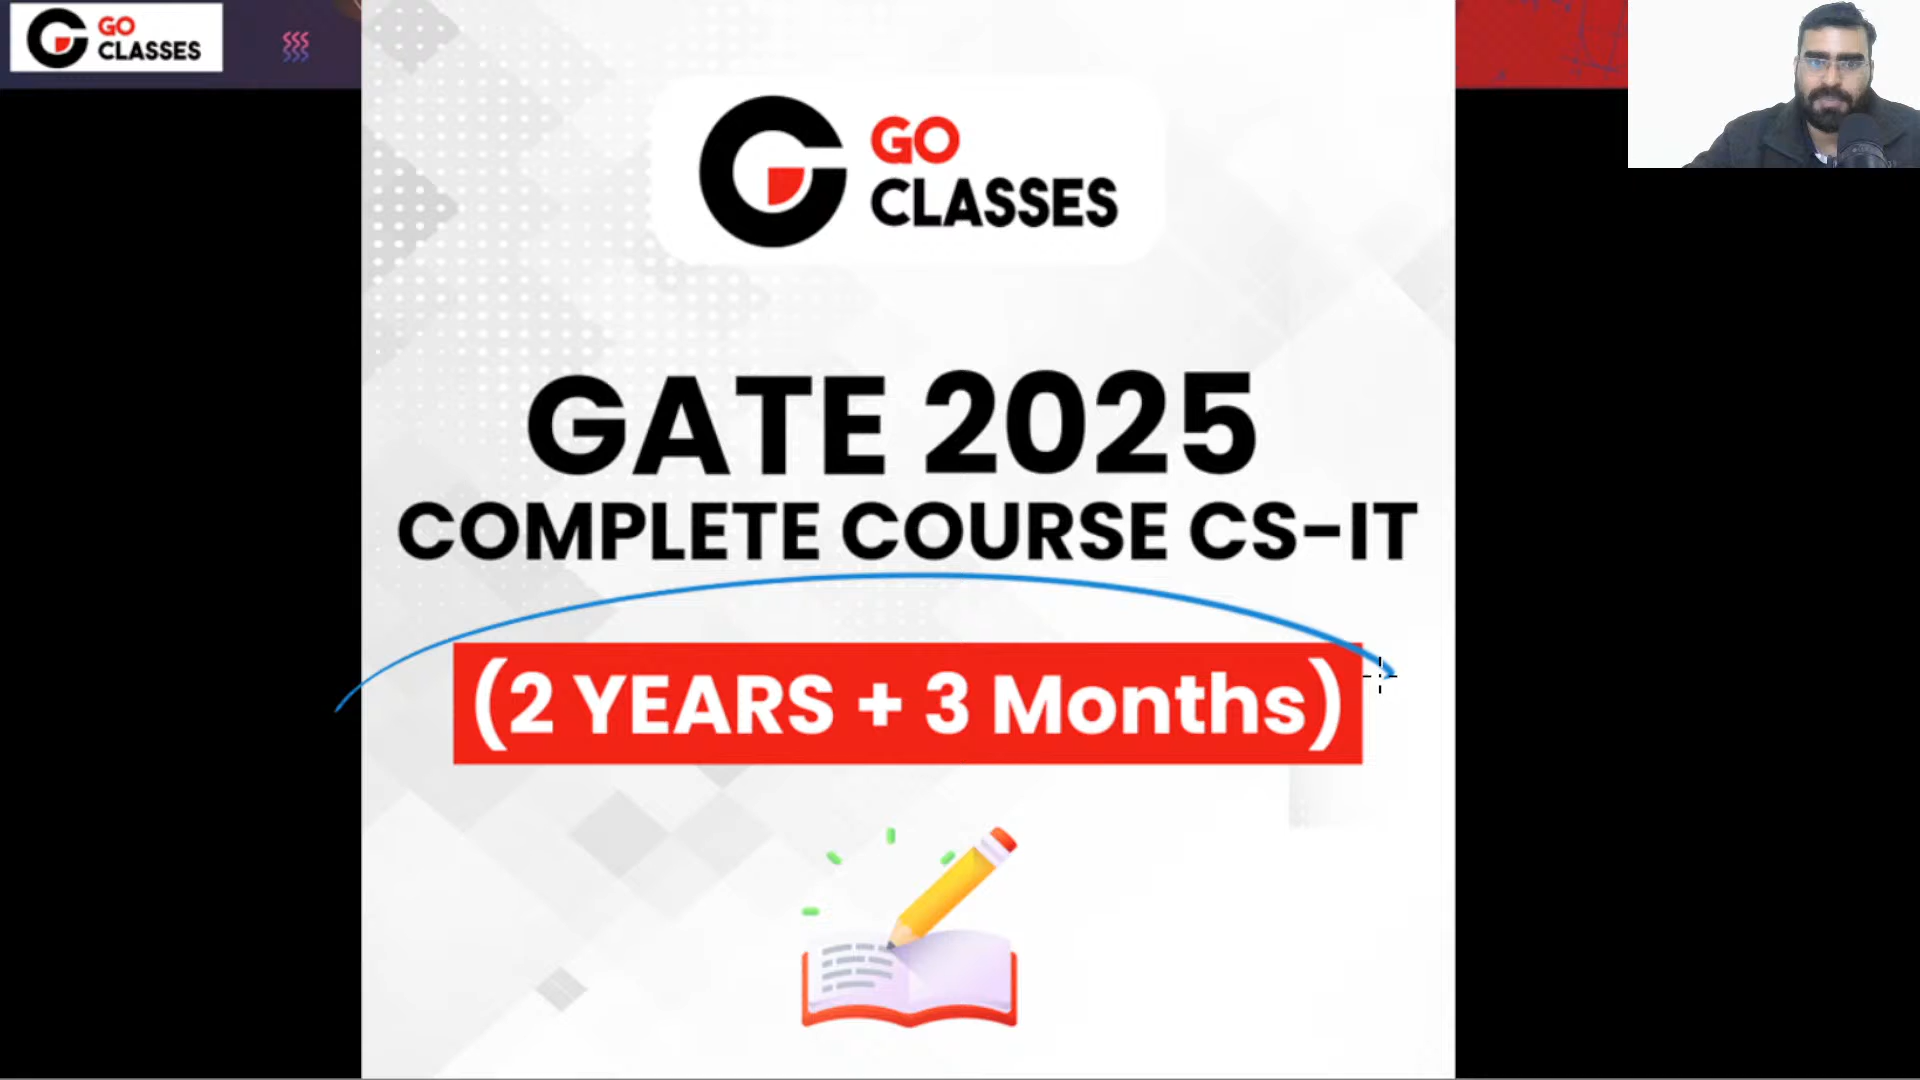 GO
CLASSES
GO
CLASSES
GATE 2025
COMPLETE COURSE CS-IT
(2 YEARS + 3 Months)